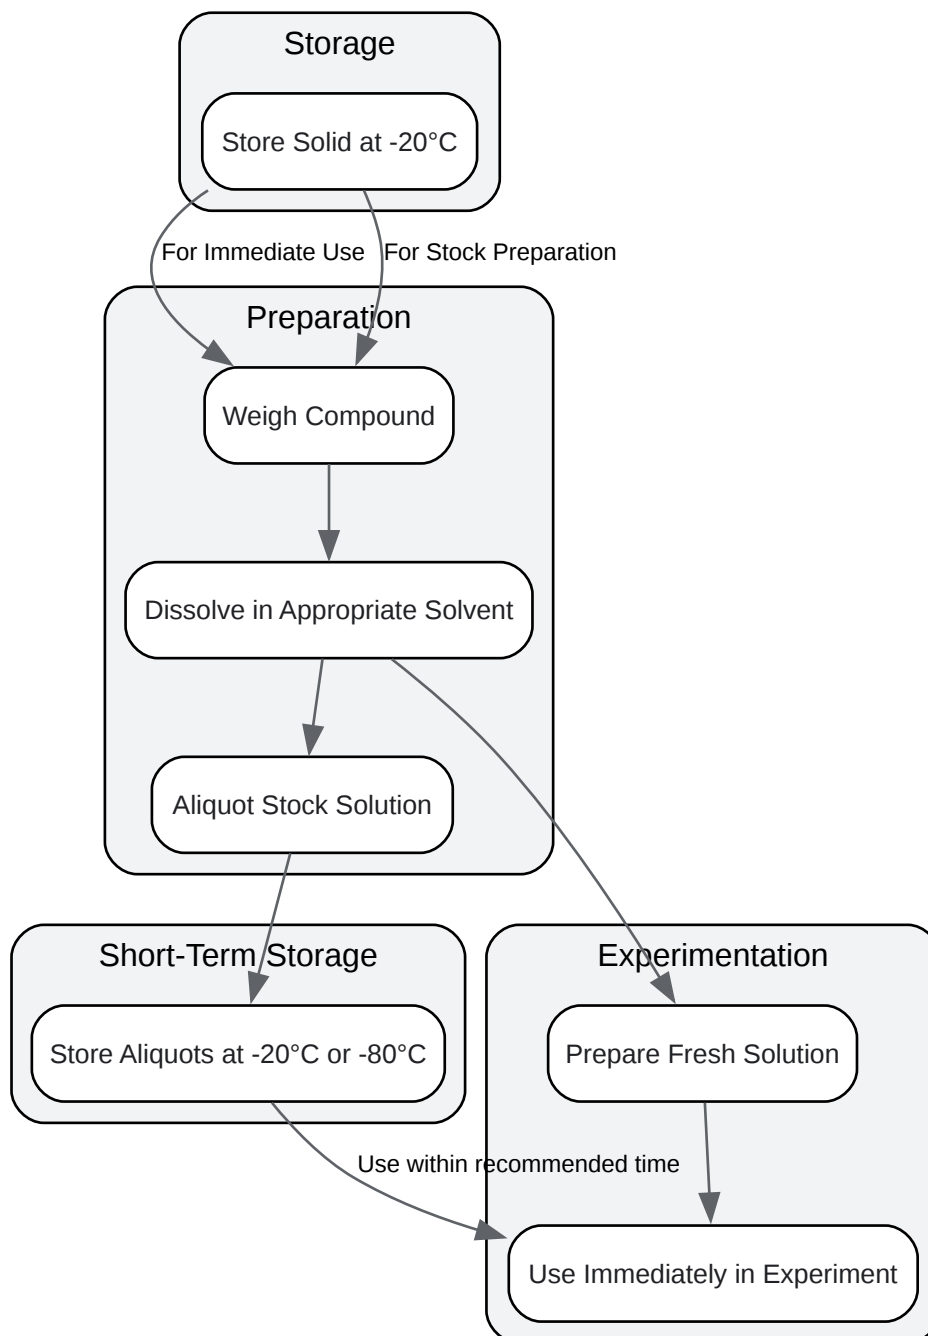 Storage
Store Solid at -20°C
For Immediate Use
For Stock Preparation
Preparation
Weigh Compound
Dissolve in Appropriate Solvent
Aliquot Stock Solution
Short-Term Storage
Experimentation
Store Aliquots at -20°C or -80°C
Prepare Fresh Solution
Use within recommended time
Use Immediately in Experiment